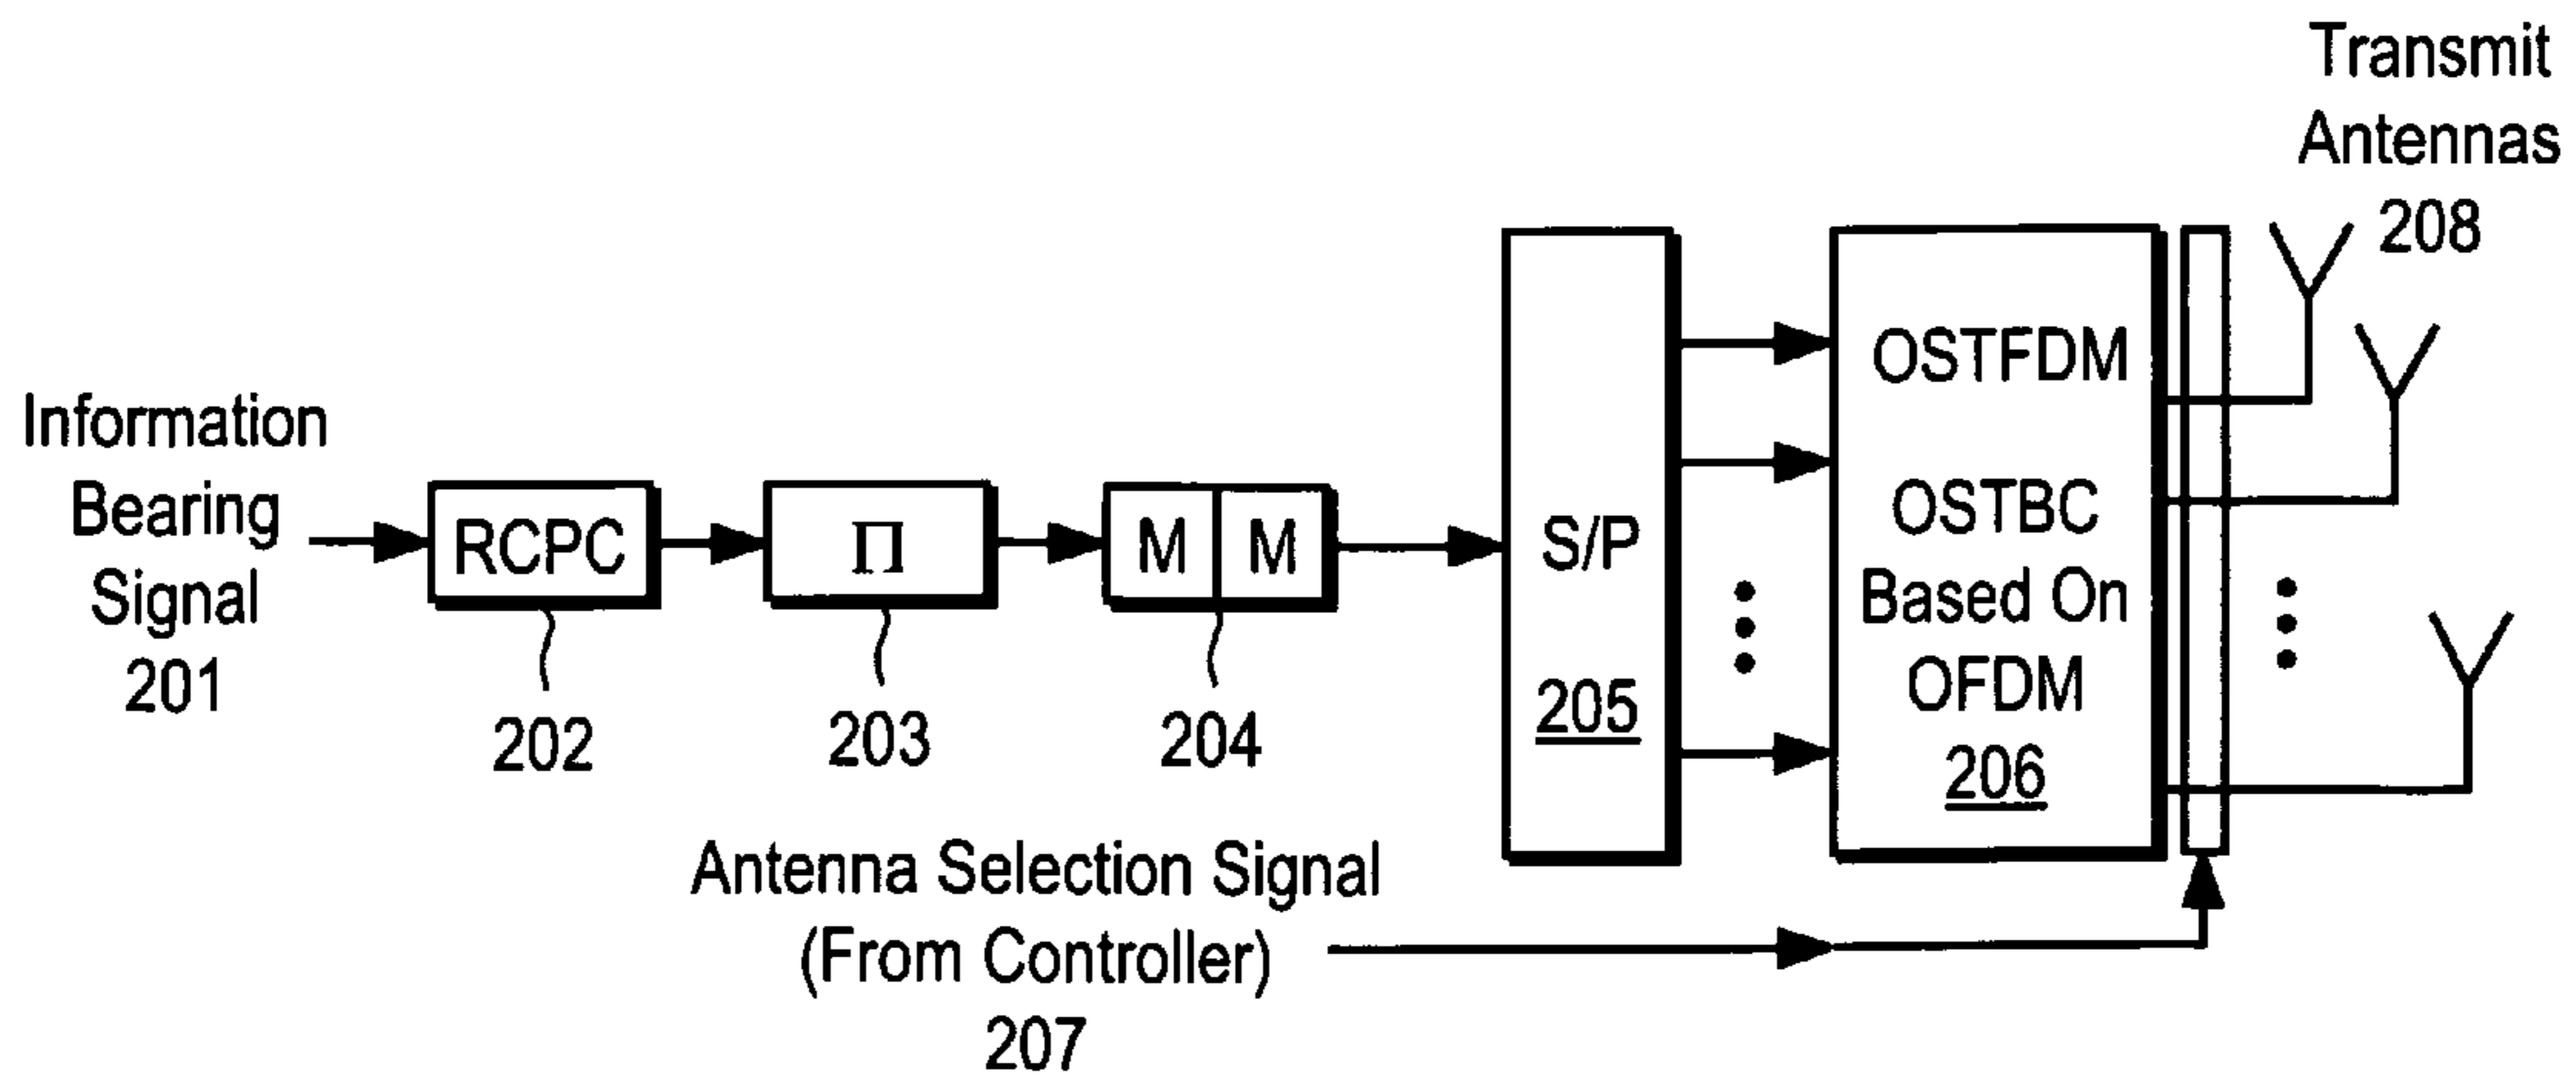 Transmit
Antennas
208
Information
Bearing
Signal
201
RCPC
202
Π
203
M M
204
S/P
205
OSTFDM
OSTBC
Based On
OFDM
206
Antenna Selection Signal
(From Controller)
207